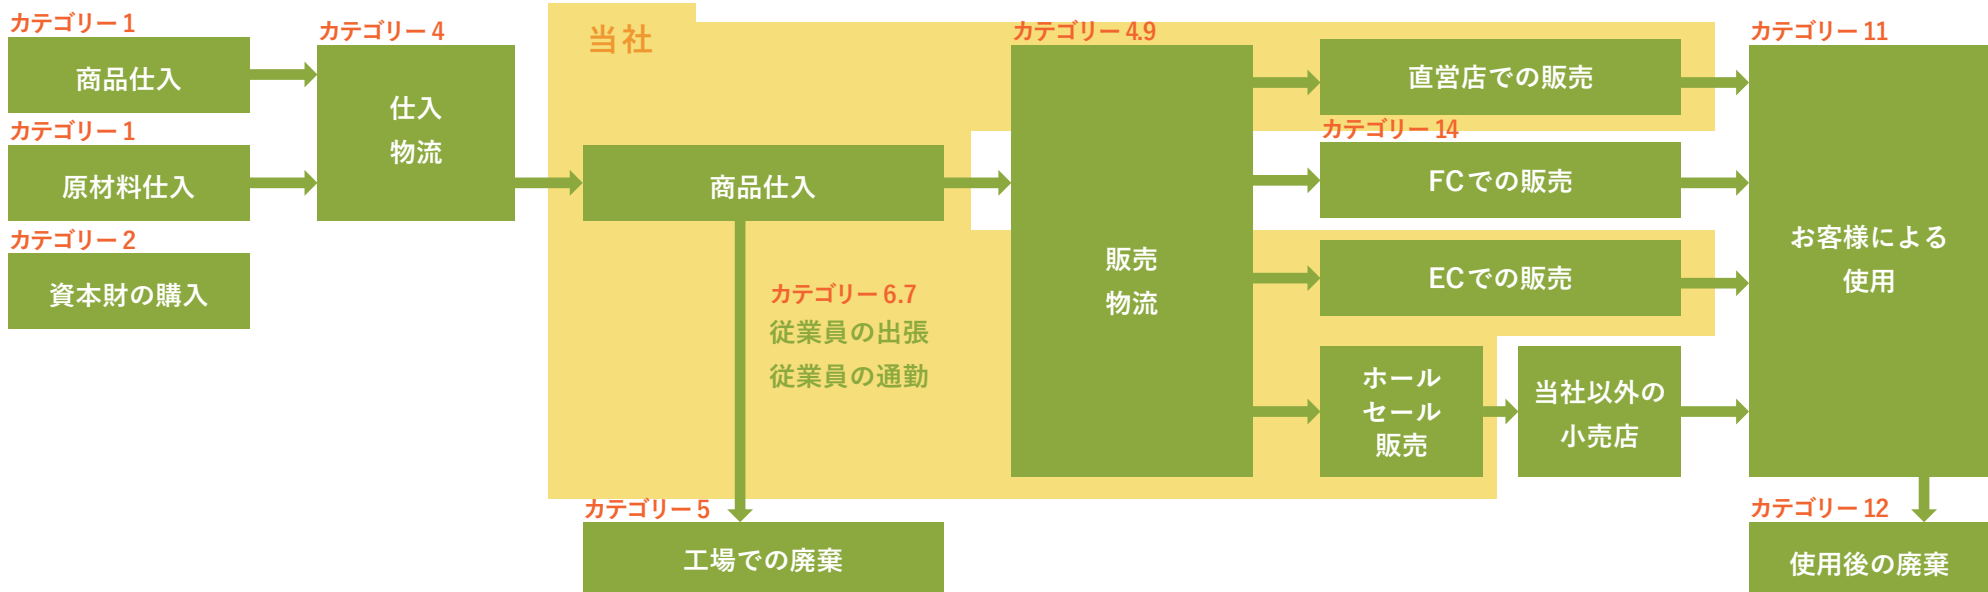 カテゴリー 1
商品仕入
カテゴリー 1
原材料仕入
カテゴリー 2
資本財の購入
カテゴリー 4
仕入
物流
当社
商品仕入
カテゴリー 6.7
従業員の出張
従業員の通勤
カテゴリー 5
工場での廃棄
カテゴリー 4.9
販売
物流
直営店での販売
カテゴリー 14
FCでの販売
ECでの販売
ホール
セール
販売
当社以外の
小売店
カテゴリー 11
お客様による
使用
カテゴリー 12
使用後の廃棄